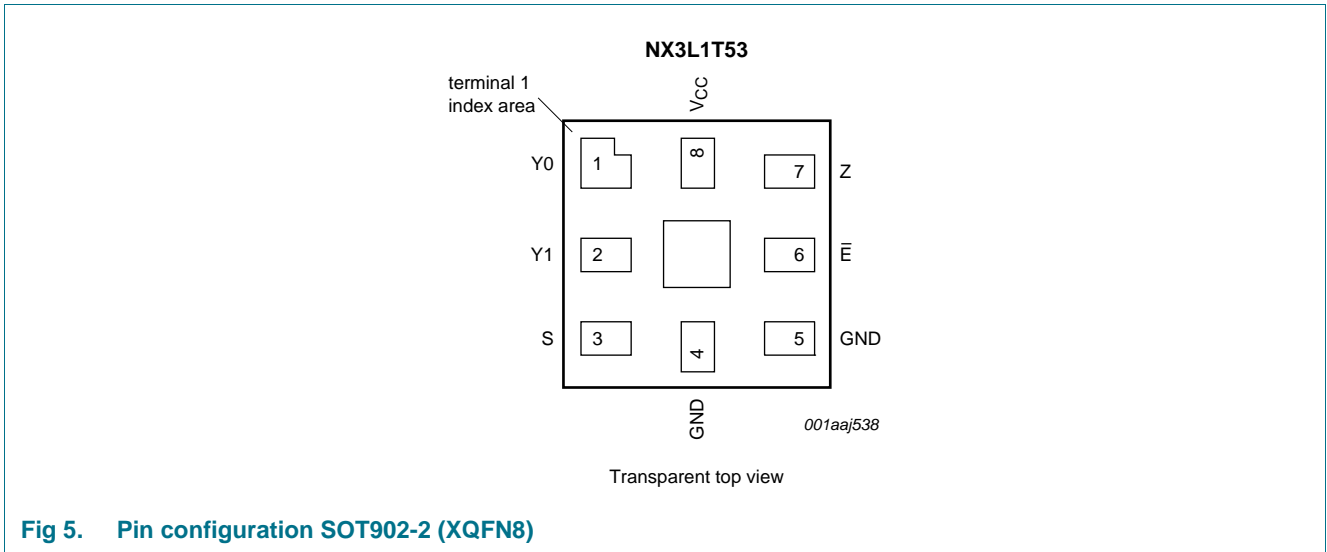 NX3L1T53
terminal 1
index area
VCC
Y0 1 8 7 Z
Y1 2 6 E̅
S 3 4 5 GND
GND
001aaj538
Transparent top view
Fig 5. Pin configuration SOT902-2 (XQFN8)